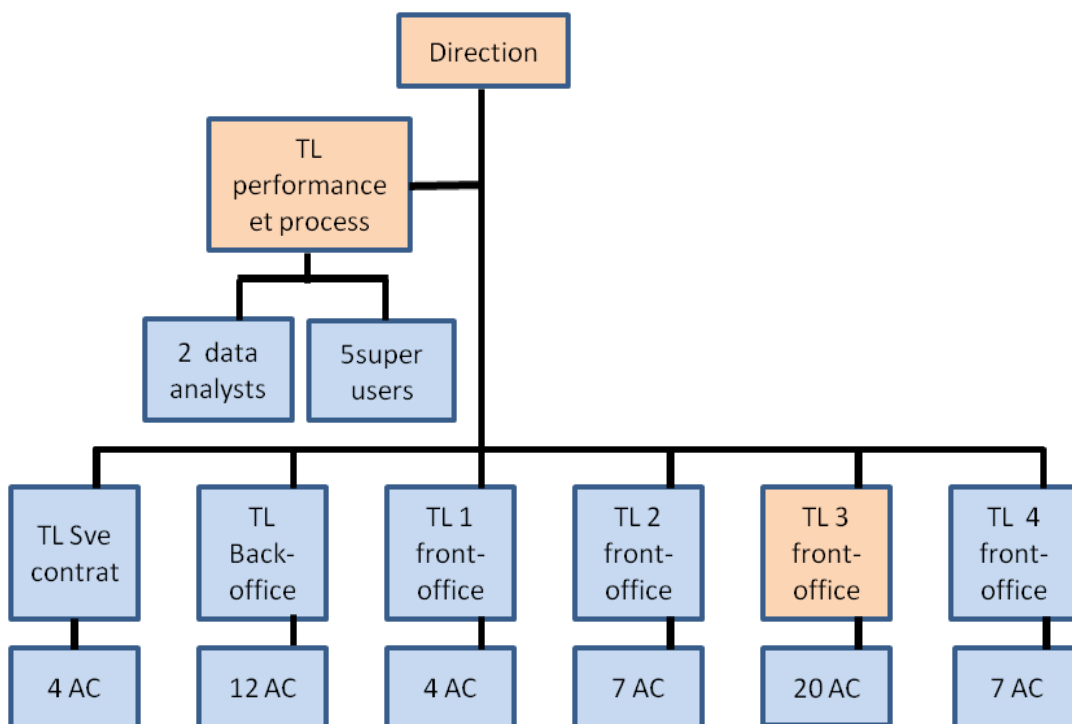 Direction
TL
performance
et process
2 data
analysts
5super
users
TL Sve
contrat
TL
Back-
office
TL 1
front-
office
TL 2
front-
office
TL 3
front-
office
TL 4
front-
office
4 AC
12 AC
4 AC
7 AC
20 AC
7 AC